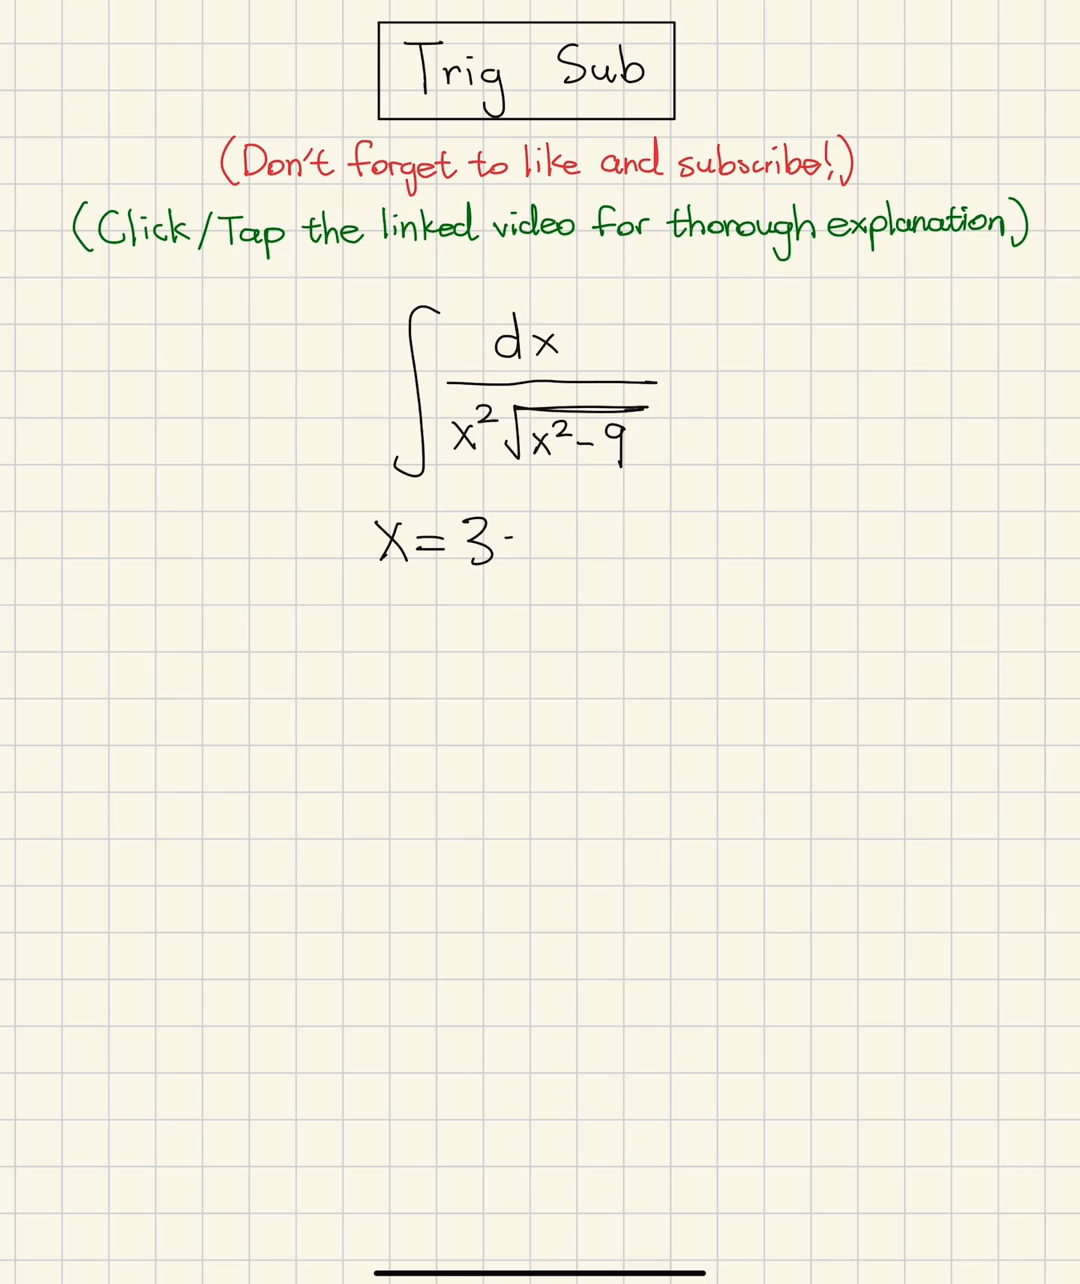 Trig Sub
(Don't forget to like and subscribe!)
(Click/Tap the linked video for thorough explanation)
∫ dx / (x²√(x²-9))
x = 3-